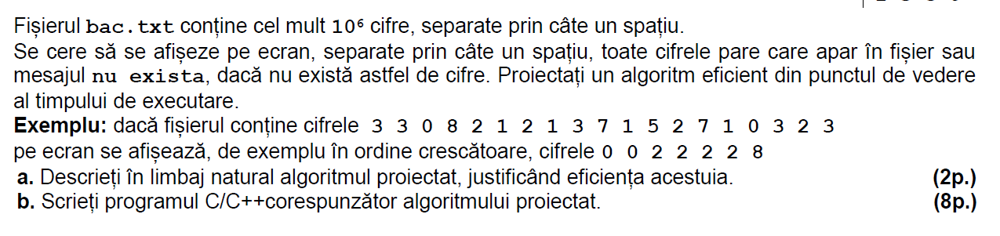 Fișierul bac.txt conține cel mult 10⁶ cifre, separate prin câte un spațiu.
Se cere să se afișeze pe ecran, separate prin câte un spațiu, toate cifrele pare care apar în fișier sau
mesajul nu exista, dacă nu există astfel de cifre. Proiectați un algoritm eficient din punctul de vedere
al timpului de executare.
Exemplu: dacă fișierul conține cifrele 3 3 0 8 2 1 2 1 3 7 1 5 2 7 1 0 3 2 3
pe ecran se afișează, de exemplu în ordine crescătoare, cifrele 0 0 2 2 2 2 8
a. Descrieți în limbaj natural algoritmul proiectat, justificând eficiența acestuia. (2p.)
b. Scrieți programul C/C++corespunzător algoritmului proiectat. (8p.)